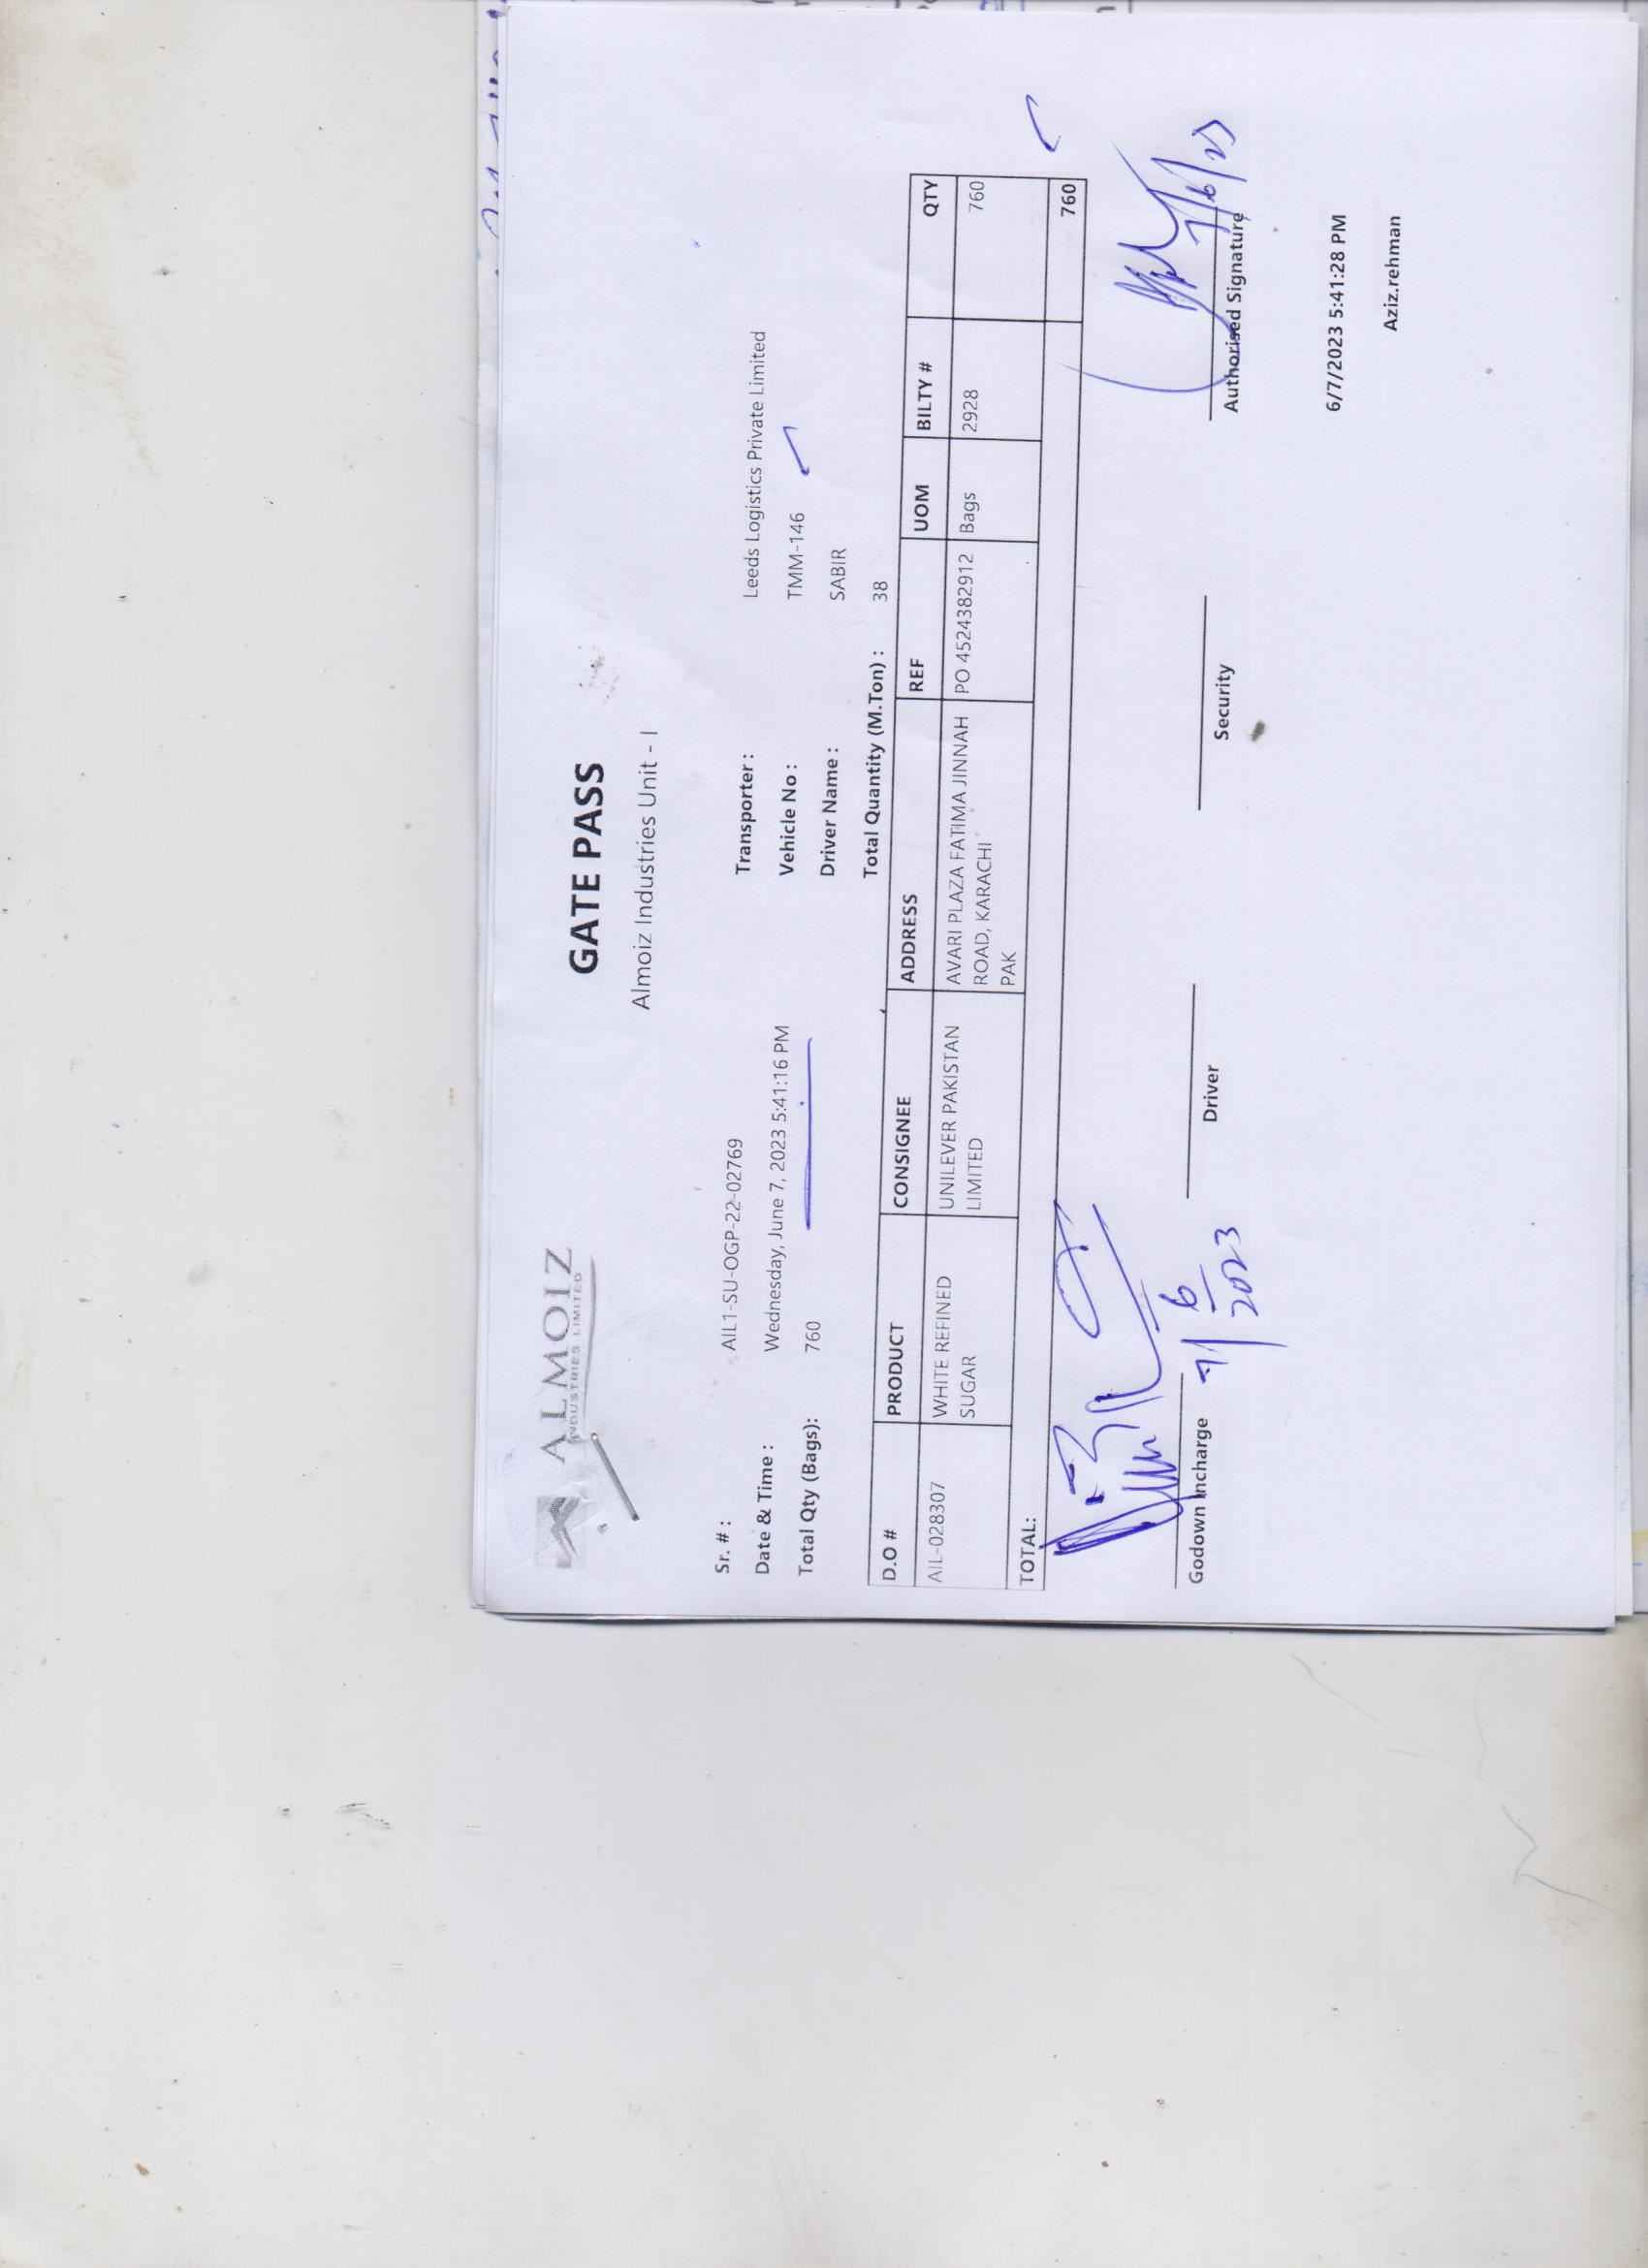 ALMOIZ
INDUSTRIES LIMITED
GATE PASS
Almoiz Industries Unit - I
Sr. # : AIL1-SU-OGP-22-02769 Transporter : Leeds Logistics Private Limited
Date & Time : Wednesday, June 7, 2023 5:41:16 PM Vehicle No : TMM-146
Total Qty (Bags): 760 Driver Name : SABIR
Total Quantity (M.Ton) : 38
D.O # PRODUCT CONSIGNEE ADDRESS REF UOM BILTY # QTY
AIL-028307 WHITE REFINED UNILEVER PAKISTAN AVARI PLAZA FATIMA JINNAH PO 4524382912 Bags 2928 760
SUGAR LIMITED ROAD, KARACHI
PAK
TOTAL: 760
7/6/2023 7/6/23
Godown Incharge Driver Security Authorised Signature
6/7/2023 5:41:28 PM
Aziz.rehman